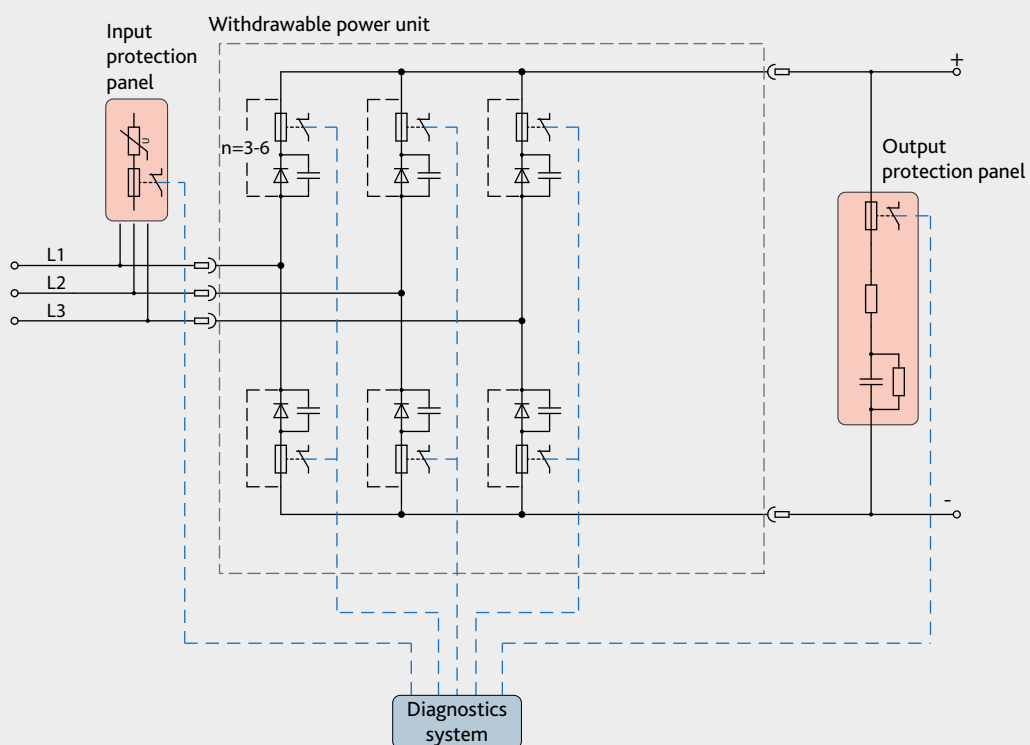 Withdrawable power unit
Input
protection
panel
+
U
n=3-6
Output
protection panel
L1
L2
L3
-
Diagnostics
system